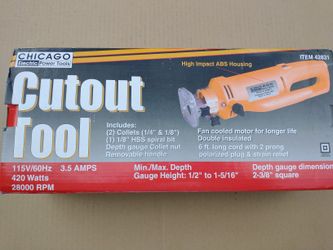 CHICAGO
Electric Power Tools
ITEM 42831
High Impact ABS Housing
Cutout
Tool
Includes:
(2) Collets (1/4" & 1/8")
(1) 1/8" HSS spiral bit
Depth gauge Collet nut
Removable handle
Fan cooled motor for longer life
Double insulated
6 ft. long cord with 2 prong
polarized plug & strain relief
115V/60Hz 3.5 AMPS
420 Watts
28000 RPM
Min./Max. Depth
Gauge Height: 1/2" to 1-5/16"
Depth gauge dimension
2-3/8" square